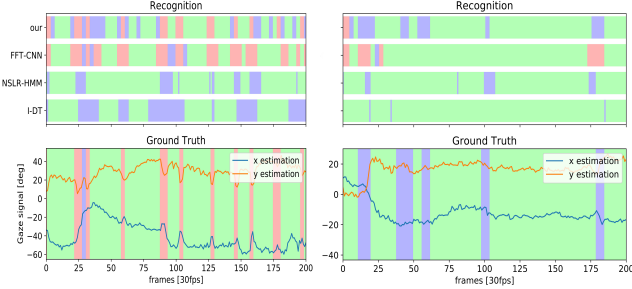 Recognition
our
FFT-CNN
NSLR-HMM
I-DT
Recognition
Ground Truth
Gaze signal [deg]
40
20
0
−20
−40
−60
x estimation
y estimation
0 25 50 75 100 125 150 175 200
frames [30fps]
Ground Truth
20
0
−20
−40
x estimation
y estimation
0 25 50 75 100 125 150 175 200
frames [30fps]